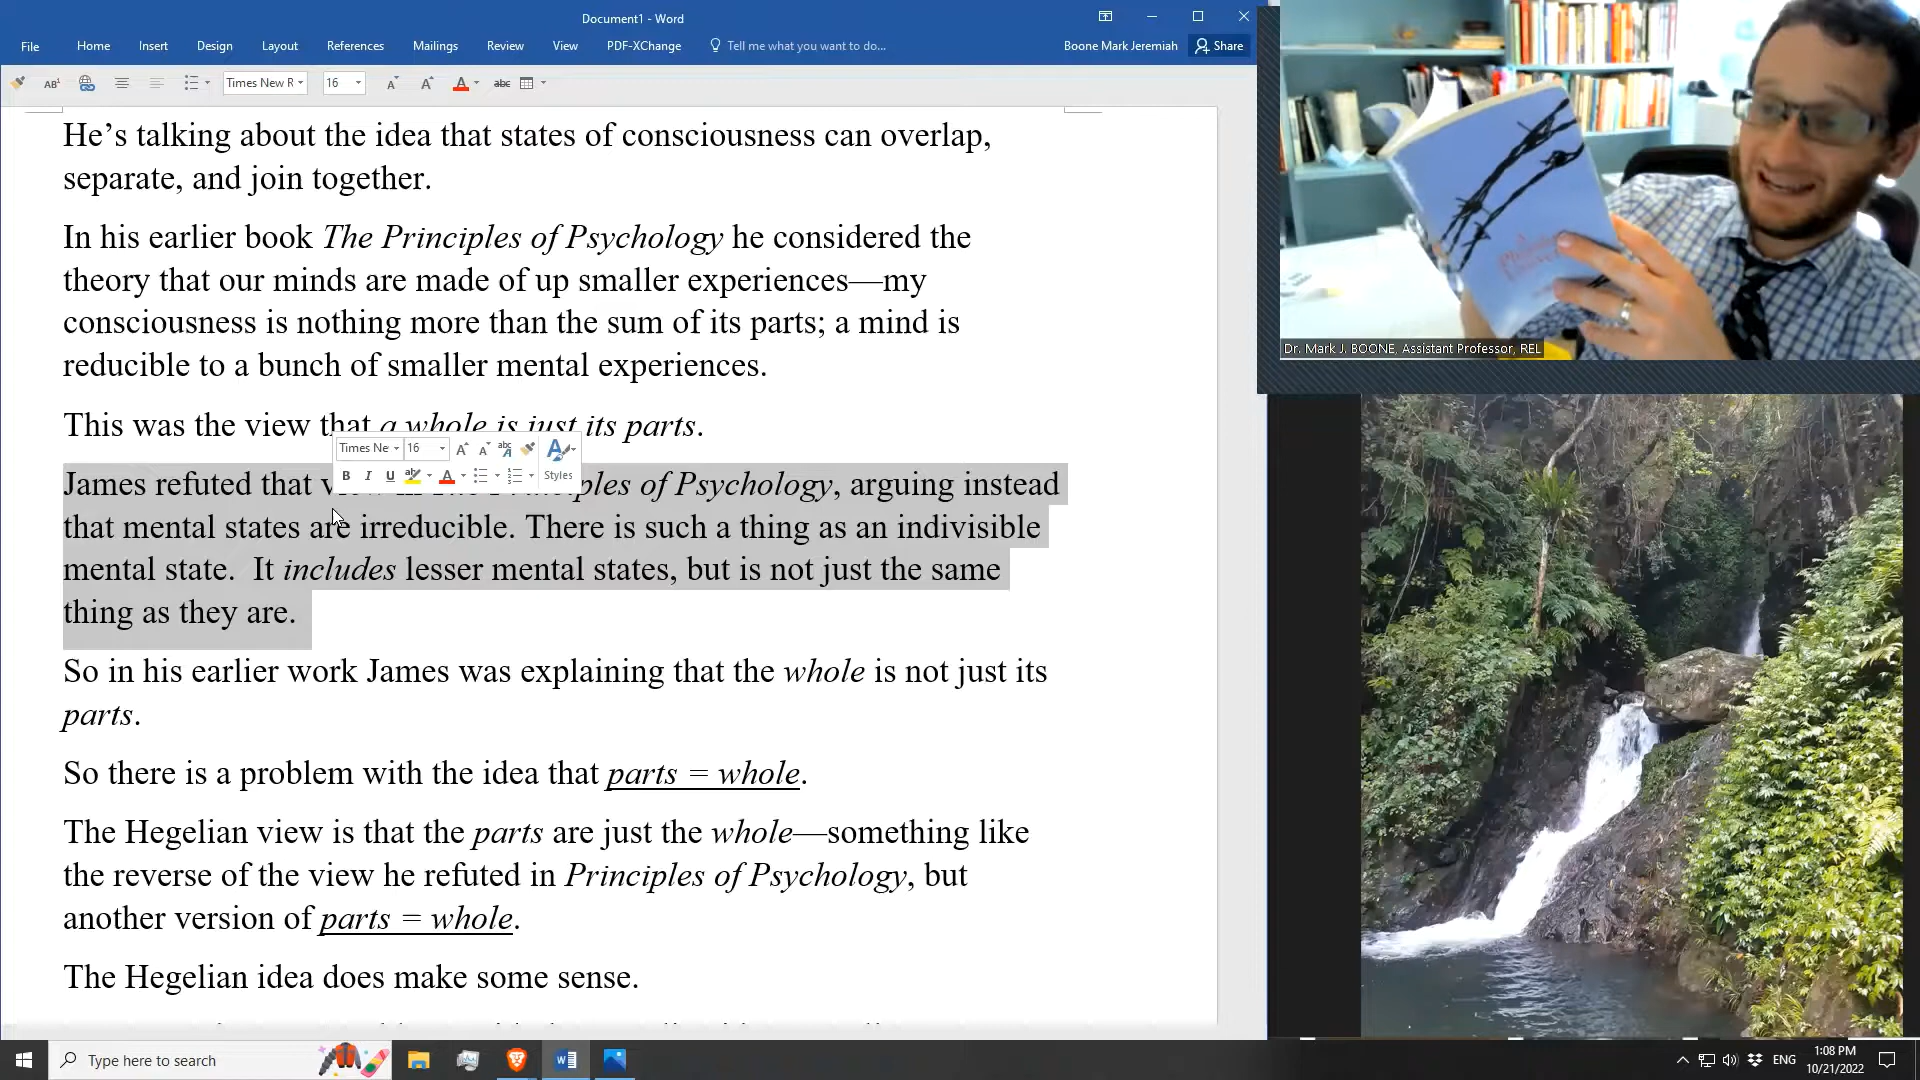 Document1 - Word
File Home Insert Design Layout References Mailings Review View PDF-XChange Tell me what you want to do... Boone Mark Jeremiah Share
Times New R 16
He’s talking about the idea that states of consciousness can overlap,
separate, and join together.
In his earlier book The Principles of Psychology he considered the
theory that our minds are made of up smaller experiences—my
consciousness is nothing more than the sum of its parts; a mind is
reducible to a bunch of smaller mental experiences.
This was the view that a whole is just its parts.
Times Ne 16
B I U Styles
James refuted that view in The Principles of Psychology, arguing instead
that mental states are irreducible. There is such a thing as an indivisible
mental state.  It includes lesser mental states, but is not just the same
thing as they are.
So in his earlier work James was explaining that the whole is not just its
parts.
So there is a problem with the idea that parts = whole.
The Hegelian view is that the parts are just the whole—something like
the reverse of the view he refuted in Principles of Psychology, but
another version of parts = whole.
The Hegelian idea does make some sense.
Dr. Mark J. BOONE, Assistant Professor, REL
Type here to search
ENG
1:08 PM
10/21/2022